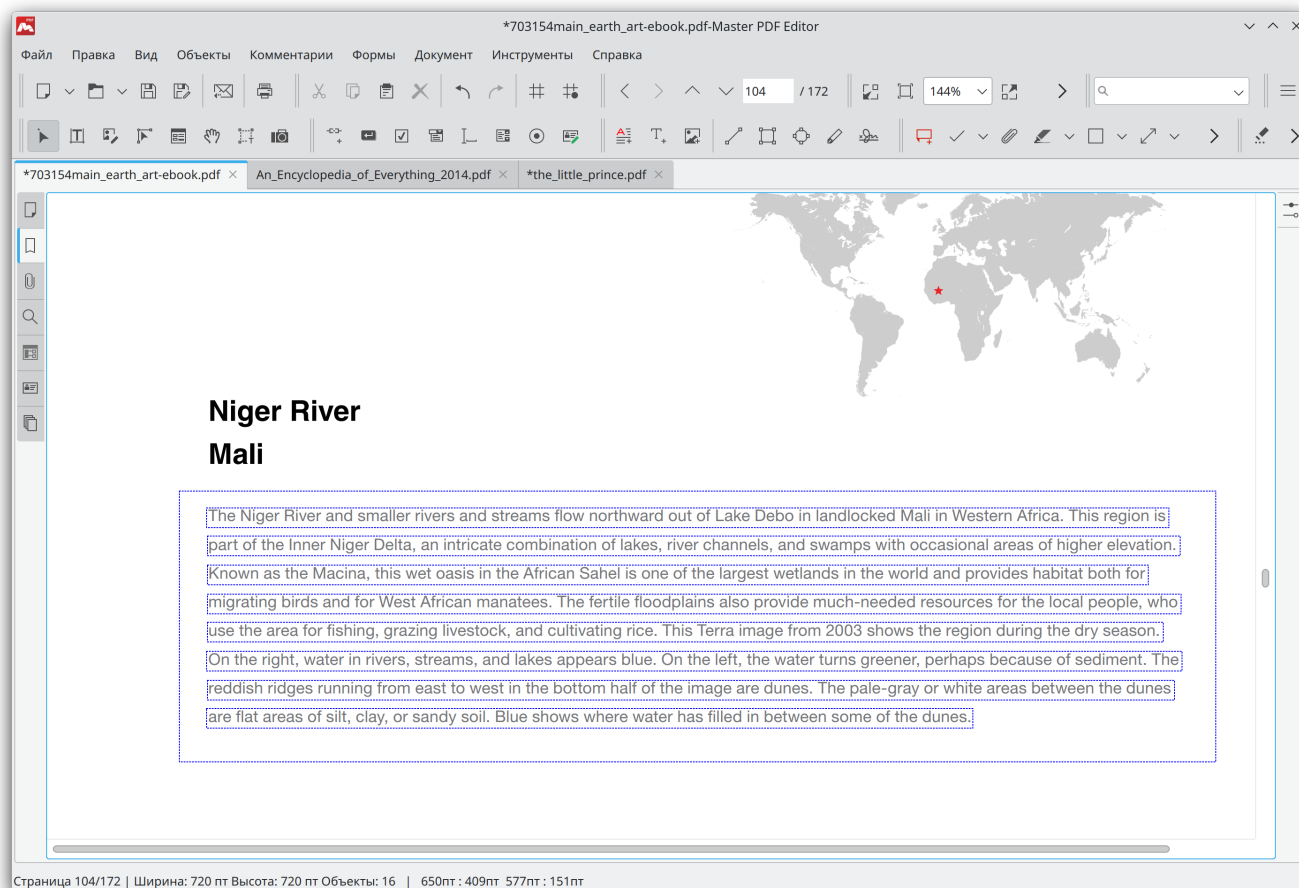 *703154main_earth_art-ebook.pdf-Master PDF Editor
Файл Правка Вид Объекты Комментарии Формы Документ Инструменты Справка
104 / 172 144%
*703154main_earth_art-ebook.pdf An_Encyclopedia_of_Everything_2014.pdf *the_little_prince.pdf
Niger River
Mali
The Niger River and smaller rivers and streams flow northward out of Lake Debo in landlocked Mali in Western Africa. This region is
part of the Inner Niger Delta, an intricate combination of lakes, river channels, and swamps with occasional areas of higher elevation.
Known as the Macina, this wet oasis in the African Sahel is one of the largest wetlands in the world and provides habitat both for
migrating birds and for West African manatees. The fertile floodplains also provide much-needed resources for the local people, who
use the area for fishing, grazing livestock, and cultivating rice. This Terra image from 2003 shows the region during the dry season.
On the right, water in rivers, streams, and lakes appears blue. On the left, the water turns greener, perhaps because of sediment. The
reddish ridges running from east to west in the bottom half of the image are dunes. The pale-gray or white areas between the dunes
are flat areas of silt, clay, or sandy soil. Blue shows where water has filled in between some of the dunes.
Страница 104/172 | Ширина: 720 пт Высота: 720 пт Объекты: 16 | 650пт : 409пт 577пт : 151пт